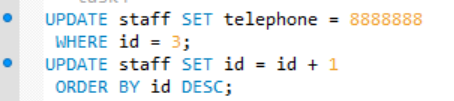 UPDATE staff SET telephone = 8888888
WHERE id = 3;
UPDATE staff SET id = id + 1
ORDER BY id DESC;